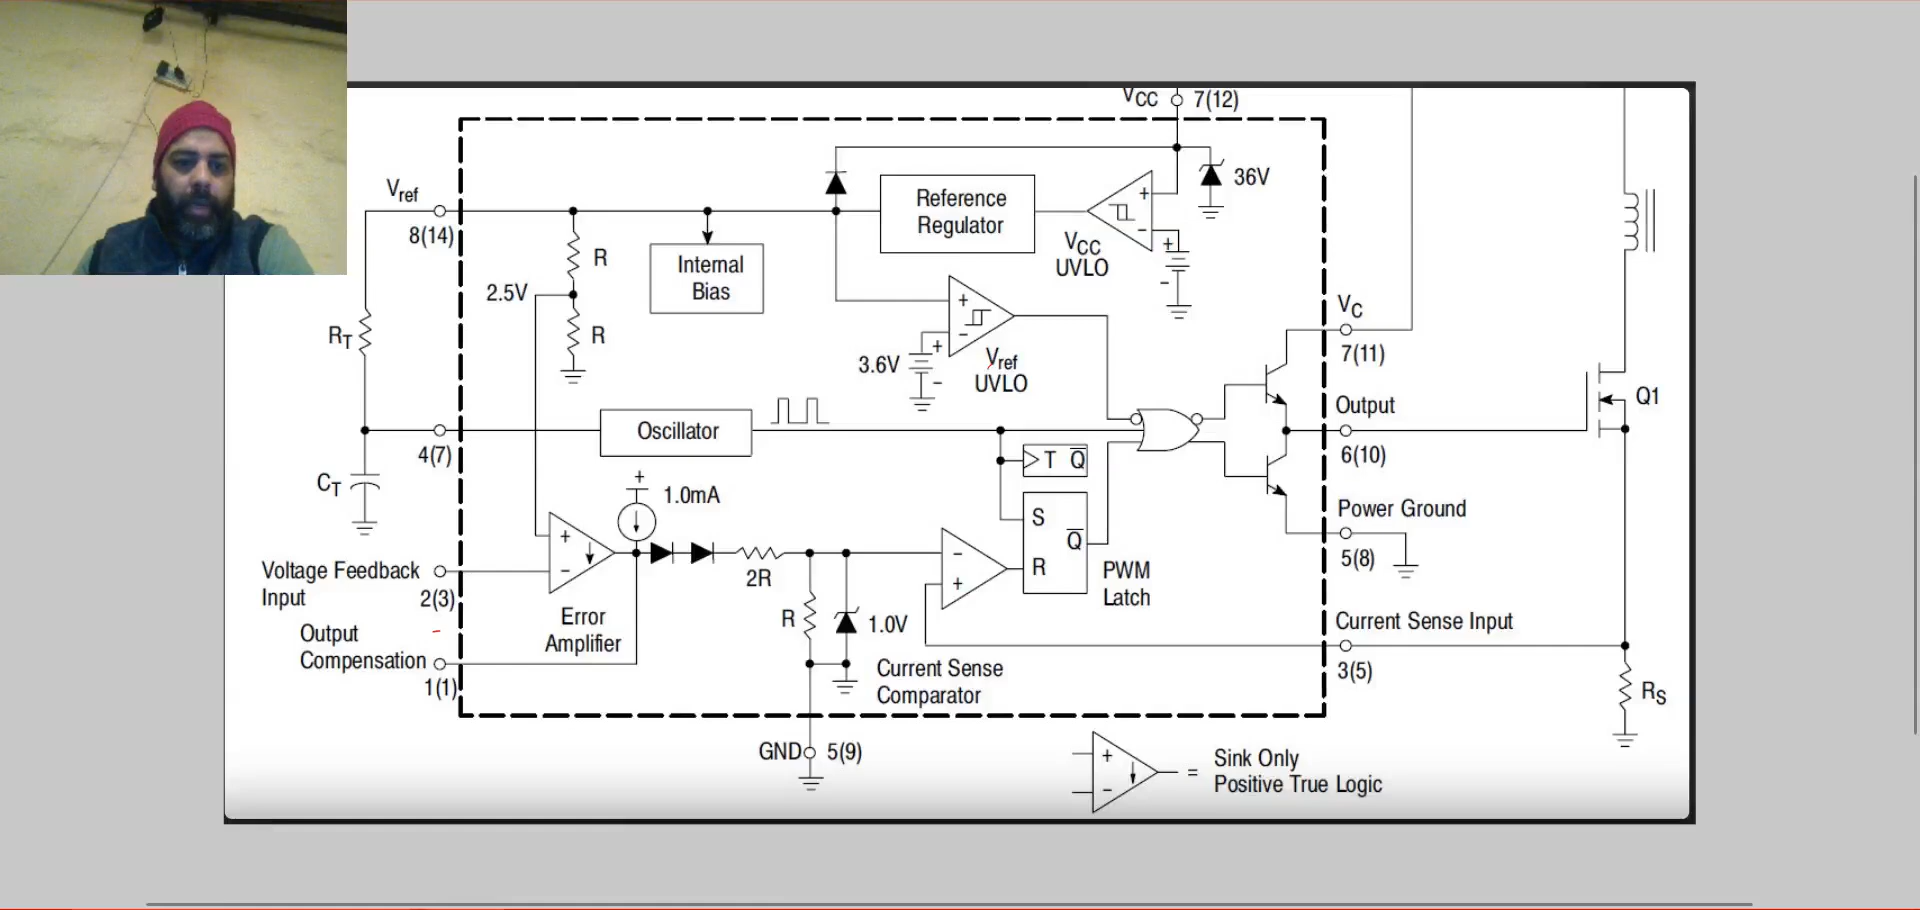 VCC 7(12)
36V
Vref
8(14)
Reference
Regulator
+
-
VCC
UVLO
+
-
R
Internal
Bias
2.5V
R
RT
+
-
3.6V
+
-
Vref
UVLO
VC
7(11)
Output
6(10)
Q1
Oscillator
4(7)
T Q̅
CT
+
1.0mA
S
Q̅
R
PWM
Latch
Power Ground
5(8)
+
-
Voltage Feedback
Input
2(3)
Error
Amplifier
2R
-
+
R
1.0V
Output
Compensation
1(1)
Current Sense
Comparator
Current Sense Input
3(5)
RS
GND 5(9)
+
-
= Sink Only
Positive True Logic